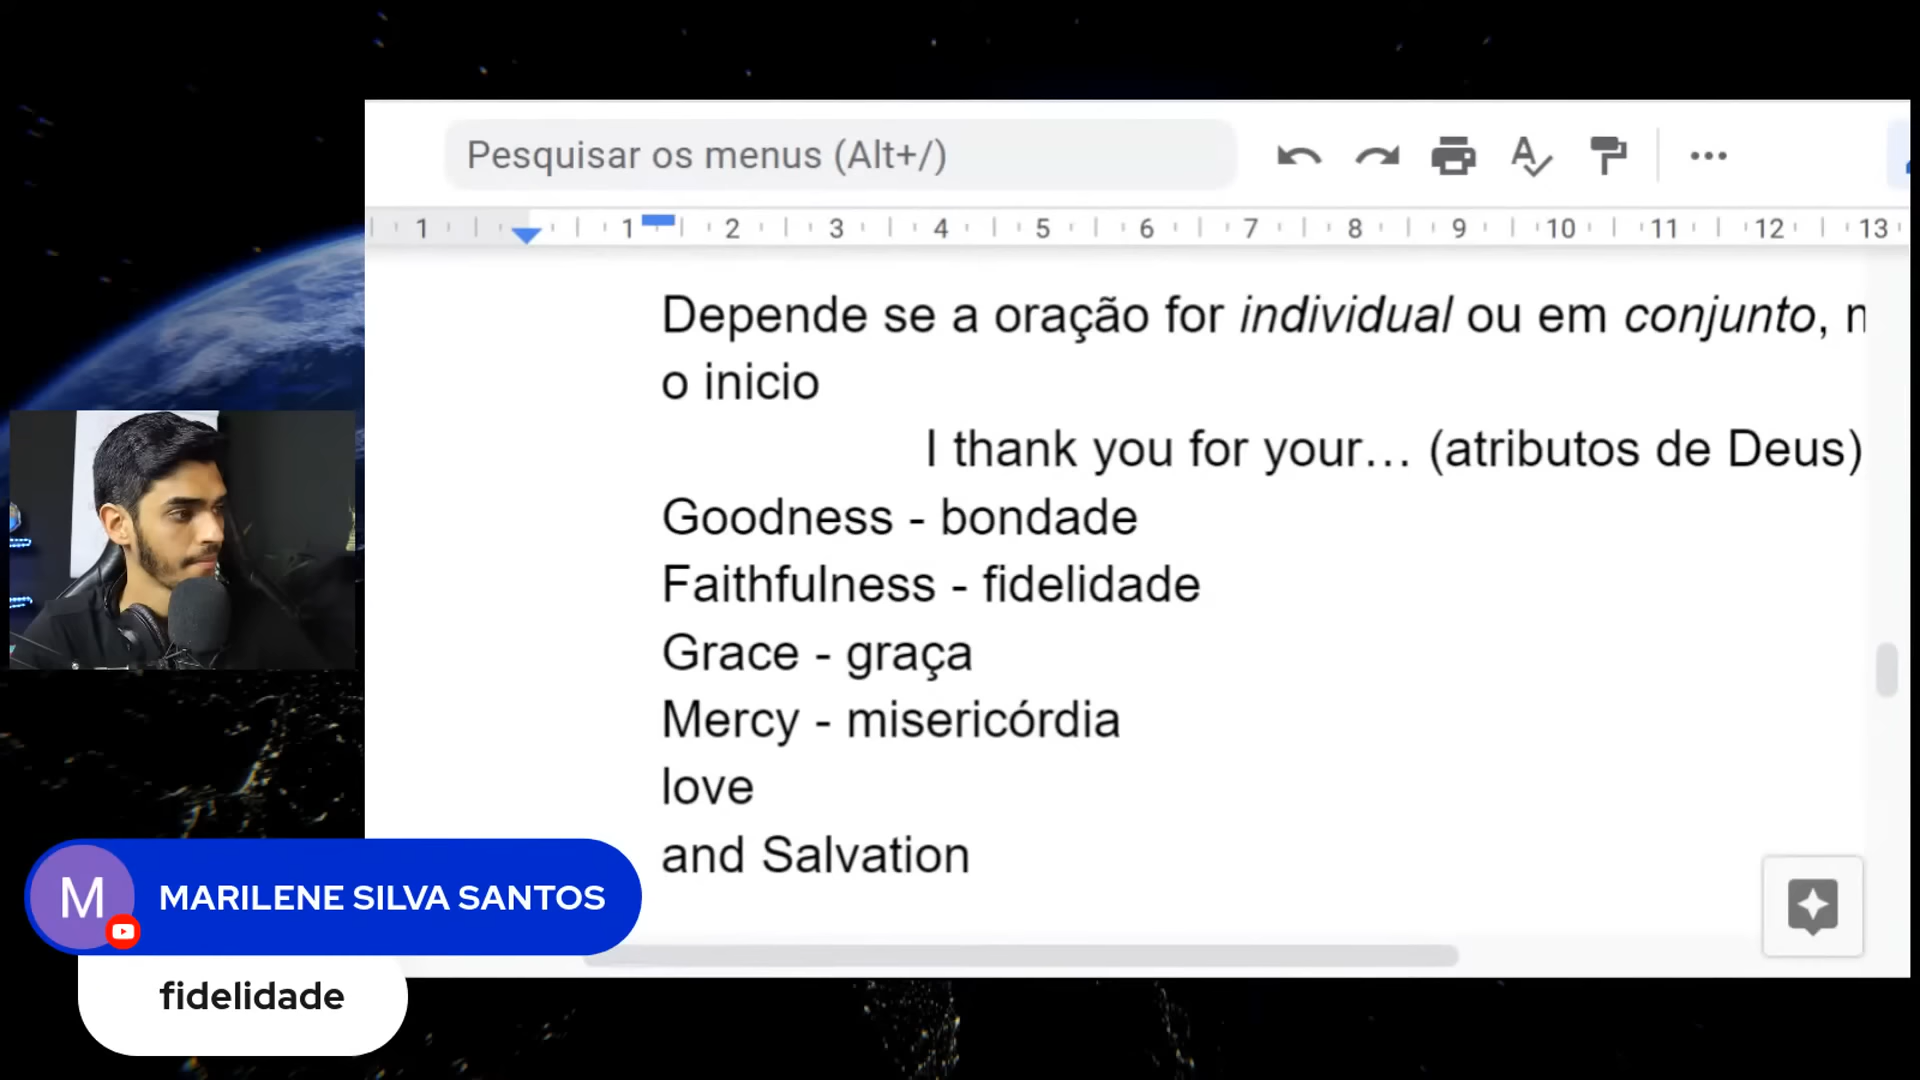 Pesquisar os menus (Alt+/)
1 1 2 3 4 5 6 7 8 9 10 11 12 13
Depende se a oração for individual ou em conjunto,
o inicio
I thank you for your… (atributos de Deus)
Goodness - bondade
Faithfulness - fidelidade
Grace - graça
Mercy - misericórdia
love
and Salvation
M MARILENE SILVA SANTOS
fidelidade